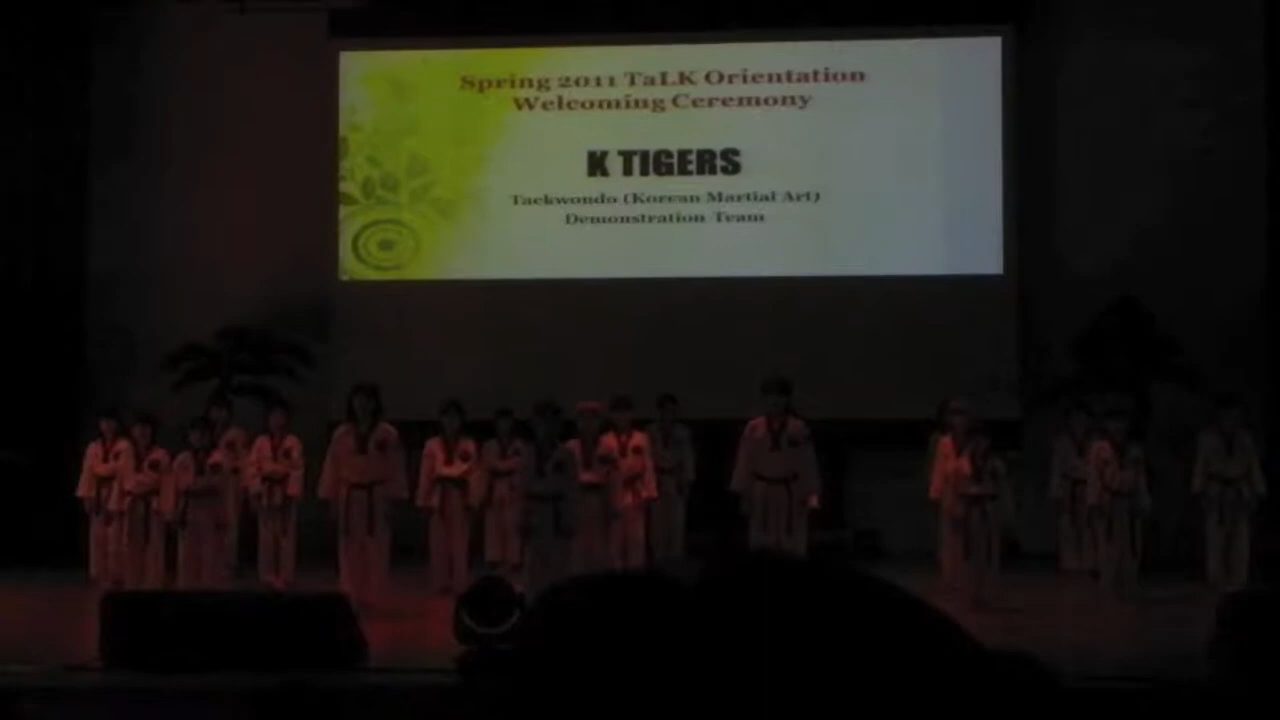 Spring 2011 TaLK Orientation
Welcoming Ceremony
K TIGERS
Taekwondo (Korean Martial Art)
Demonstration Team